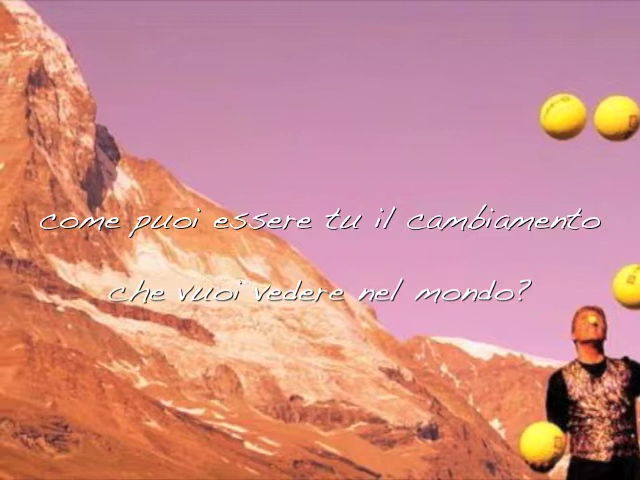 come puoi essere tu il cambiamento
che vuoi vedere nel mondo?